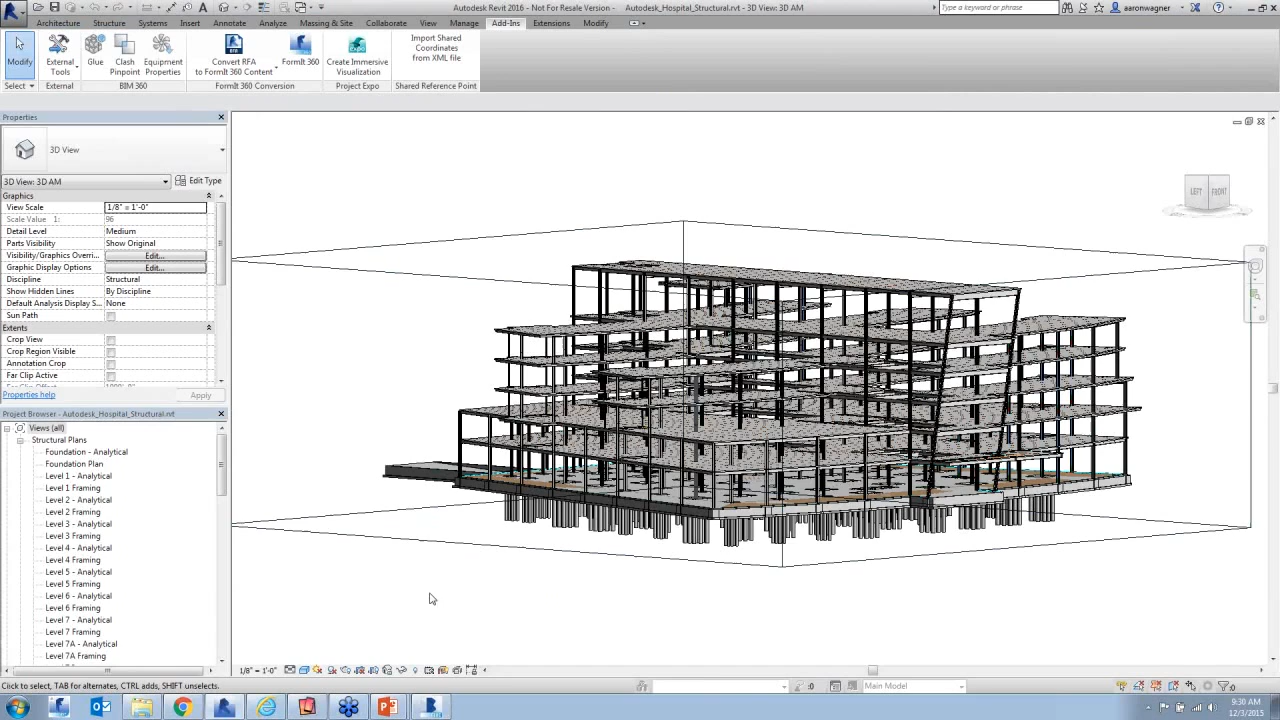 Autodesk Revit 2016 - Not For Resale Version - Autodesk_Hospital_Structural.rvt - 3D View: 3D AM
Type a keyword or phrase
aaronwagner
Architecture Structure Systems Insert Annotate Analyze Massing & Site Collaborate View Manage Add-Ins Extensions Modify
Modify
External Tools
Glue
Clash Pinpoint
Equipment Properties
Convert RFA to FormIt 360 Content
FormIt 360
Create Immersive Visualization
Import Shared Coordinates from XML file
Select External BIM 360 FormIt 360 Conversion Project Expo Shared Reference Point
Properties
3D View
3D View: 3D AM Edit Type
Graphics
View Scale 1/8" = 1'-0"
Scale Value 1: 96
Detail Level Medium
Parts Visibility Show Original
Visibility/Graphics Overri... Edit...
Graphic Display Options Edit...
Discipline Structural
Show Hidden Lines By Discipline
Default Analysis Display S... None
Sun Path
Extents
Crop View
Crop Region Visible
Annotation Crop
Far Clip Active
Properties help Apply
Project Browser - Autodesk_Hospital_Structural.rvt
Views (all)
Structural Plans
Foundation - Analytical
Foundation Plan
Level 1 - Analytical
Level 1 Framing
Level 2 - Analytical
Level 2 Framing
Level 3 - Analytical
Level 3 Framing
Level 4 - Analytical
Level 4 Framing
Level 5 - Analytical
Level 5 Framing
Level 6 - Analytical
Level 6 Framing
Level 7 - Analytical
Level 7 Framing
Level 7A - Analytical
Level 7A Framing
LEFT FRONT
1/8" = 1'-0"
Click to select, TAB for alternates, CTRL adds, SHIFT unselects.
:0
Main Model
:0
9:30 AM
12/3/2015